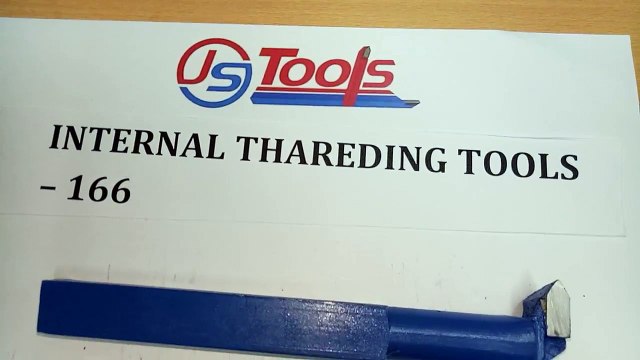 JS Tools
INTERNAL THAREDING TOOLS
– 166